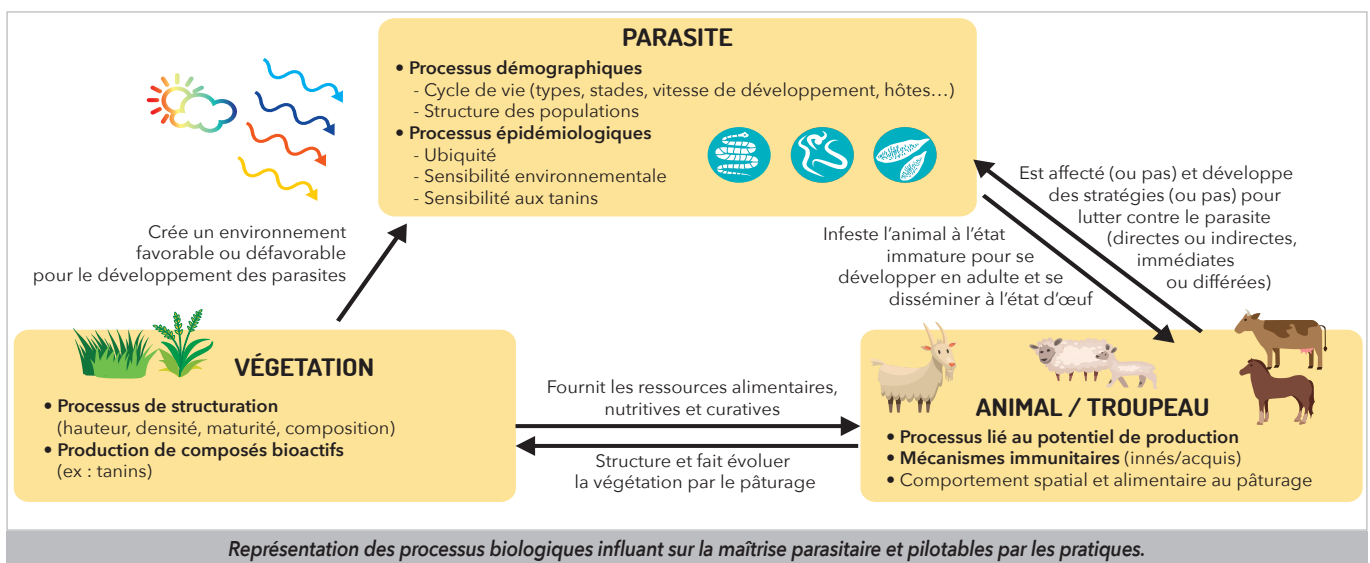 PARASITE
• Processus démographiques
- Cycle de vie (types, stades, vitesse de développement, hôtes…)
- Structure des populations
• Processus épidémiologiques
- Ubiquité
- Sensibilité environnementale
- Sensibilité aux tanins
Crée un environnement
favorable ou défavorable
pour le développement des parasites
Infeste l’animal à l’état
immature pour se
développer en adulte et se
disséminer à l’état d’œuf
Est affecté (ou pas) et développe
des stratégies (ou pas) pour
lutter contre le parasite
(directes ou indirectes,
immédiates
ou différées)
VÉGETATION
• Processus de structuration
(hauteur, densité, maturité, composition)
• Production de composés bioactifs
(ex : tanins)
Fournit les ressources alimentaires,
nutritives et curatives
Structure et fait évoluer
la végétation par le pâturage
ANIMAL / TROUPEAU
• Processus lié au potentiel de production
• Mécanismes immunitaires (innés/acquis)
• Comportement spatial et alimentaire au pâturage
Représentation des processus biologiques influant sur la maîtrise parasitaire et pilotables par les pratiques.